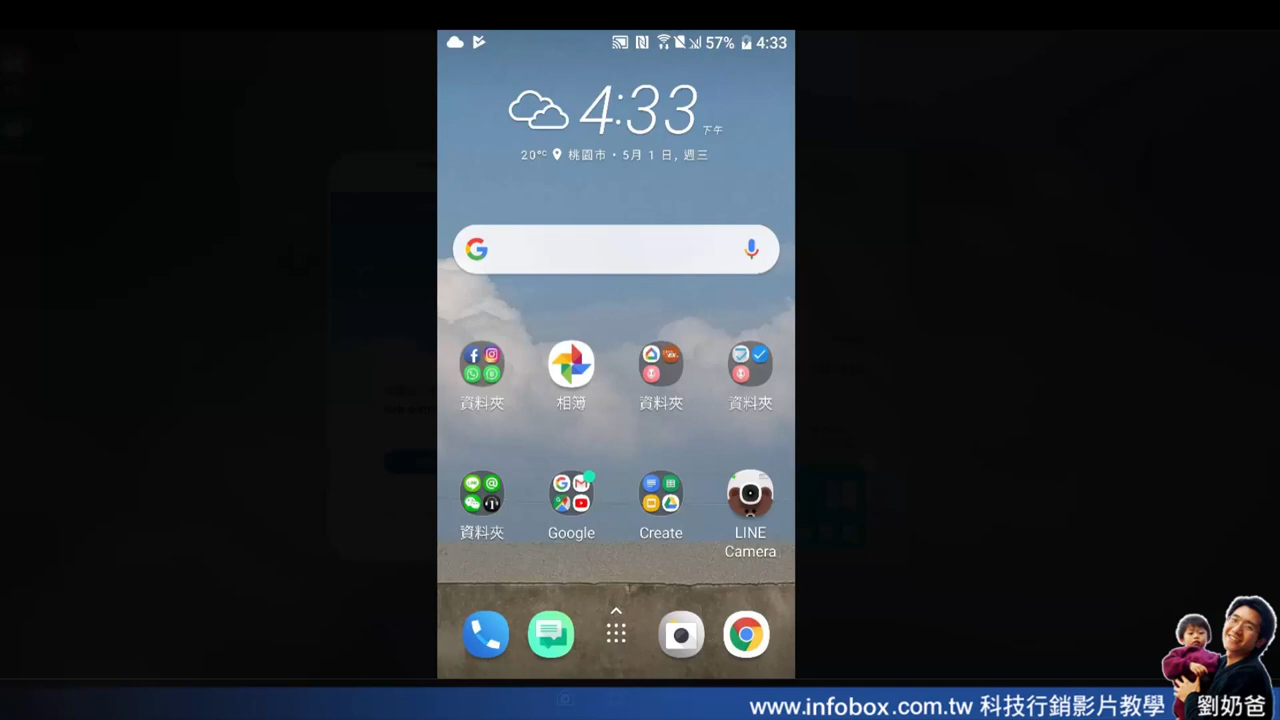 57% 4:33
4:33 下午
20°C 桃園市 • 5月 1 日, 週三
資料夾 相簿 資料夾 資料夾
資料夾 Google Create LINE Camera
www.infobox.com.tw 科技行銷影片教學 劉奶爸